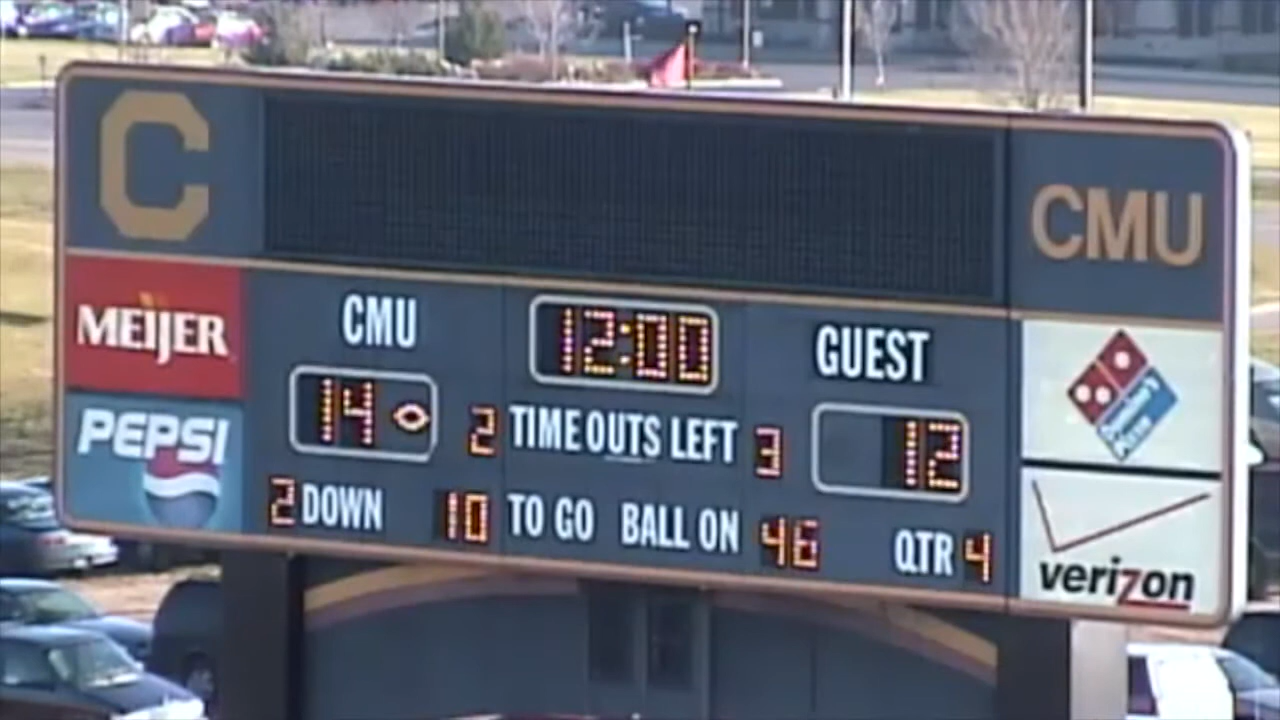 C
CMU
MEIJER
PEPSI
CMU
12:00
GUEST
14
2 TIME OUTS LEFT 3
12
2 DOWN 10 TO GO BALL ON 46 QTR 4
Domino's
Pizza
verizon